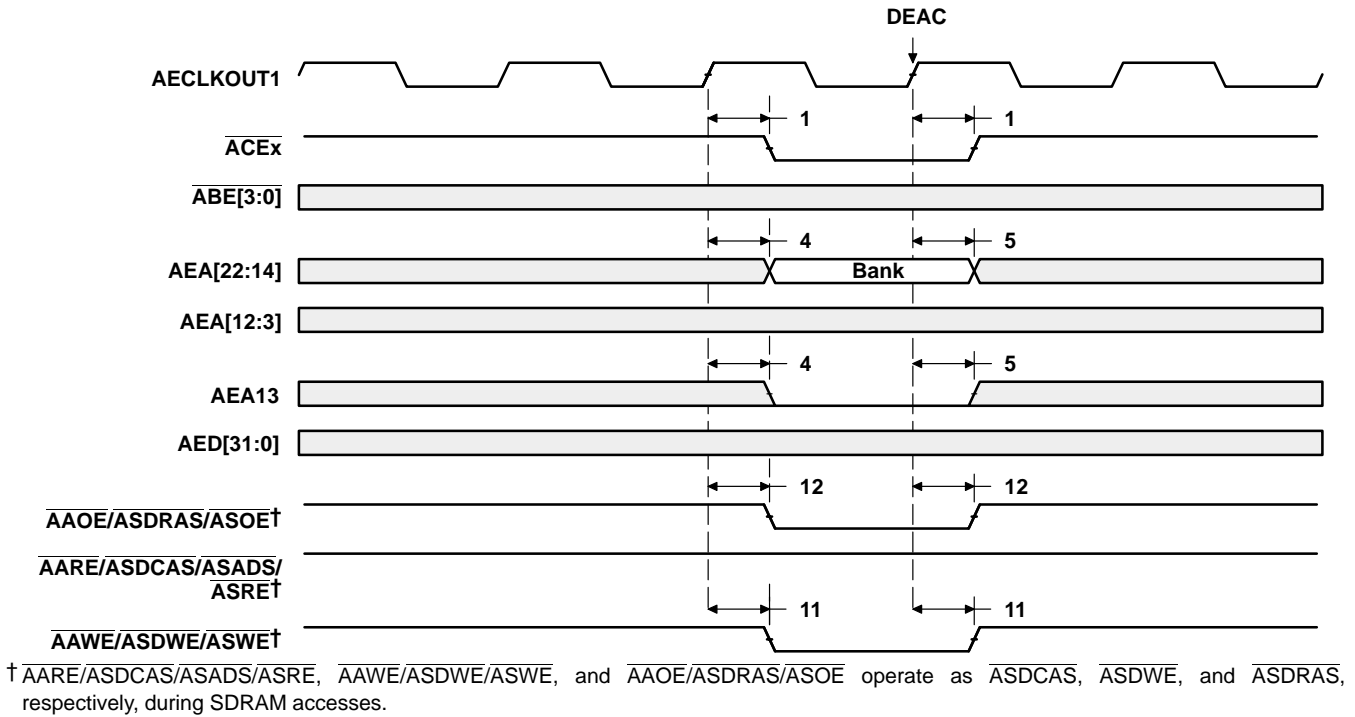 DEAC
AECLKOUT1
1 1
ACEx
ABE[3:0]
4 5
AEA[22:14] Bank
AEA[12:3]
4 5
AEA13
AED[31:0]
12 12
AAOE/ASDRAS/ASOE†
AARE/ASDCAS/ASADS/
ASRE†
11 11
AAWE/ASDWE/ASWE†
† AARE/ASDCAS/ASADS/ASRE, AAWE/ASDWE/ASWE, and AAOE/ASDRAS/ASOE operate as ASDCAS, ASDWE, and ASDRAS,
respectively, during SDRAM accesses.